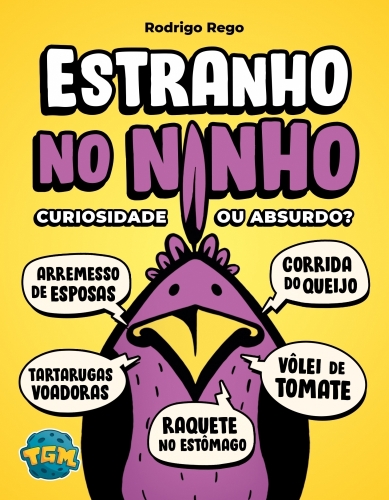 Rodrigo Rego
ESTRANHO
NO NINHO
CURIOSIDADE OU ABSURDO?
ARREMESSO
DE ESPOSAS
CORRIDA
DO QUEIJO
TARTARUGAS
VOADORAS
VÔLEI DE
TOMATE
RAQUETE
NO ESTÔMAGO
TGM